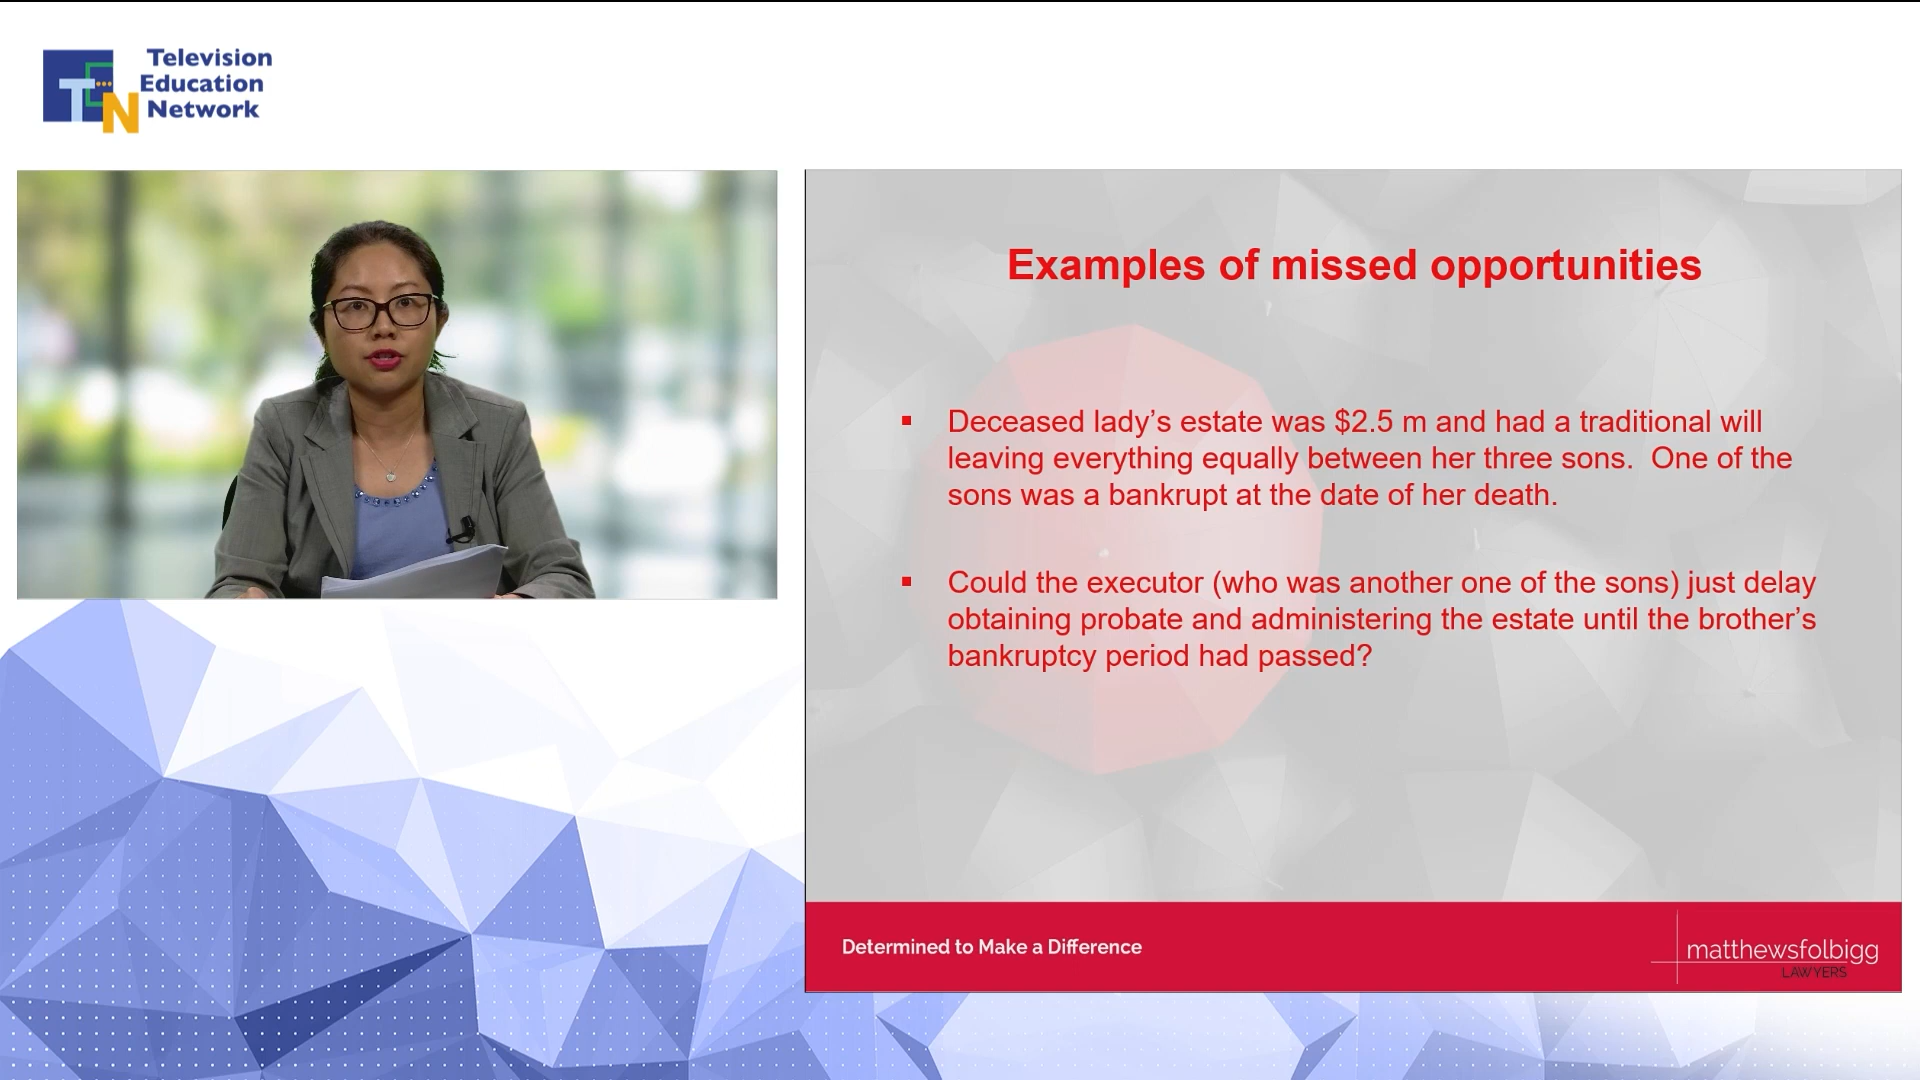 Television
Education
Network
TEN
Examples of missed opportunities
Deceased lady’s estate was $2.5 m and had a traditional will
leaving everything equally between her three sons.  One of the
sons was a bankrupt at the date of her death.
Could the executor (who was another one of the sons) just delay
obtaining probate and administering the estate until the brother’s
bankruptcy period had passed?
Determined to Make a Difference
matthewsfolbigg
LAWYERS